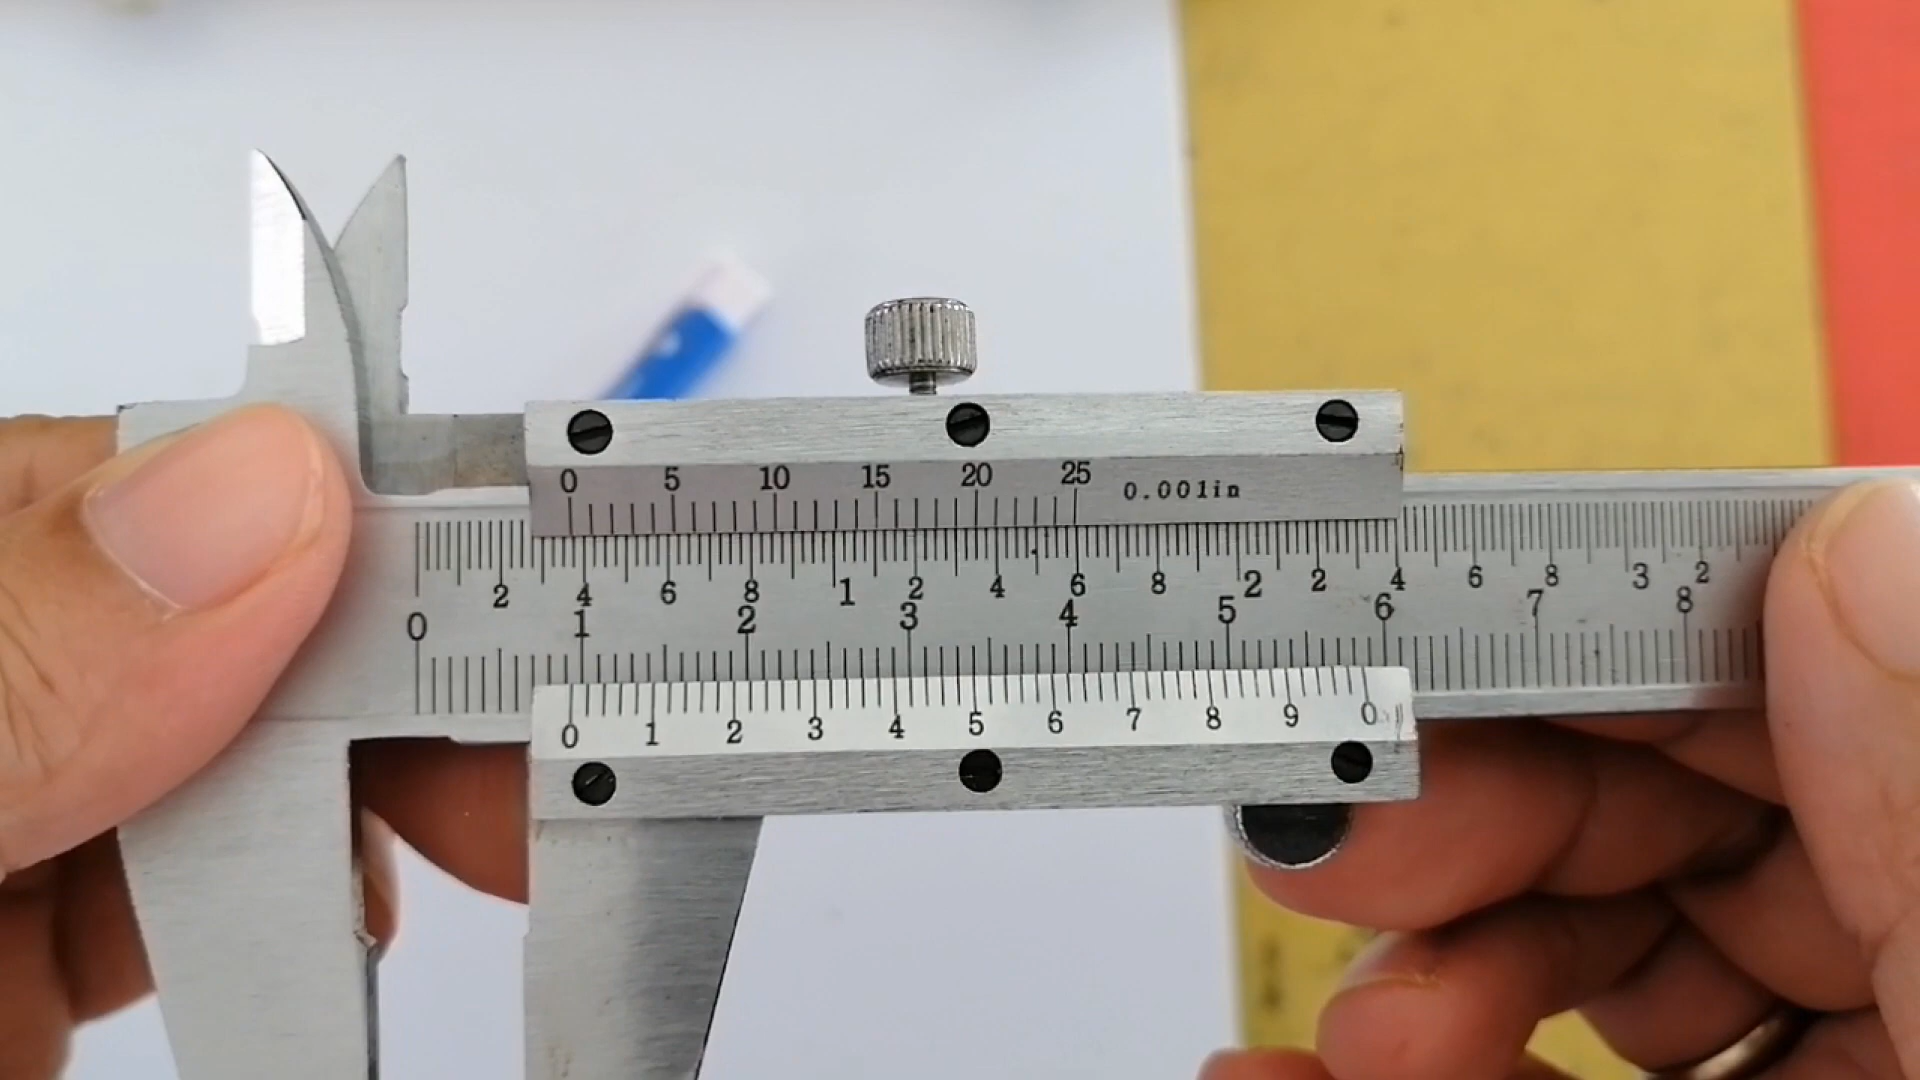 0 5 10 15 20 25 0.001in
2 4 6 8 1 2 4 6 8 2 2 4 6 8 3 2
0 1 2 3 4 5 6 7 8
0 1 2 3 4 5 6 7 8 9 0